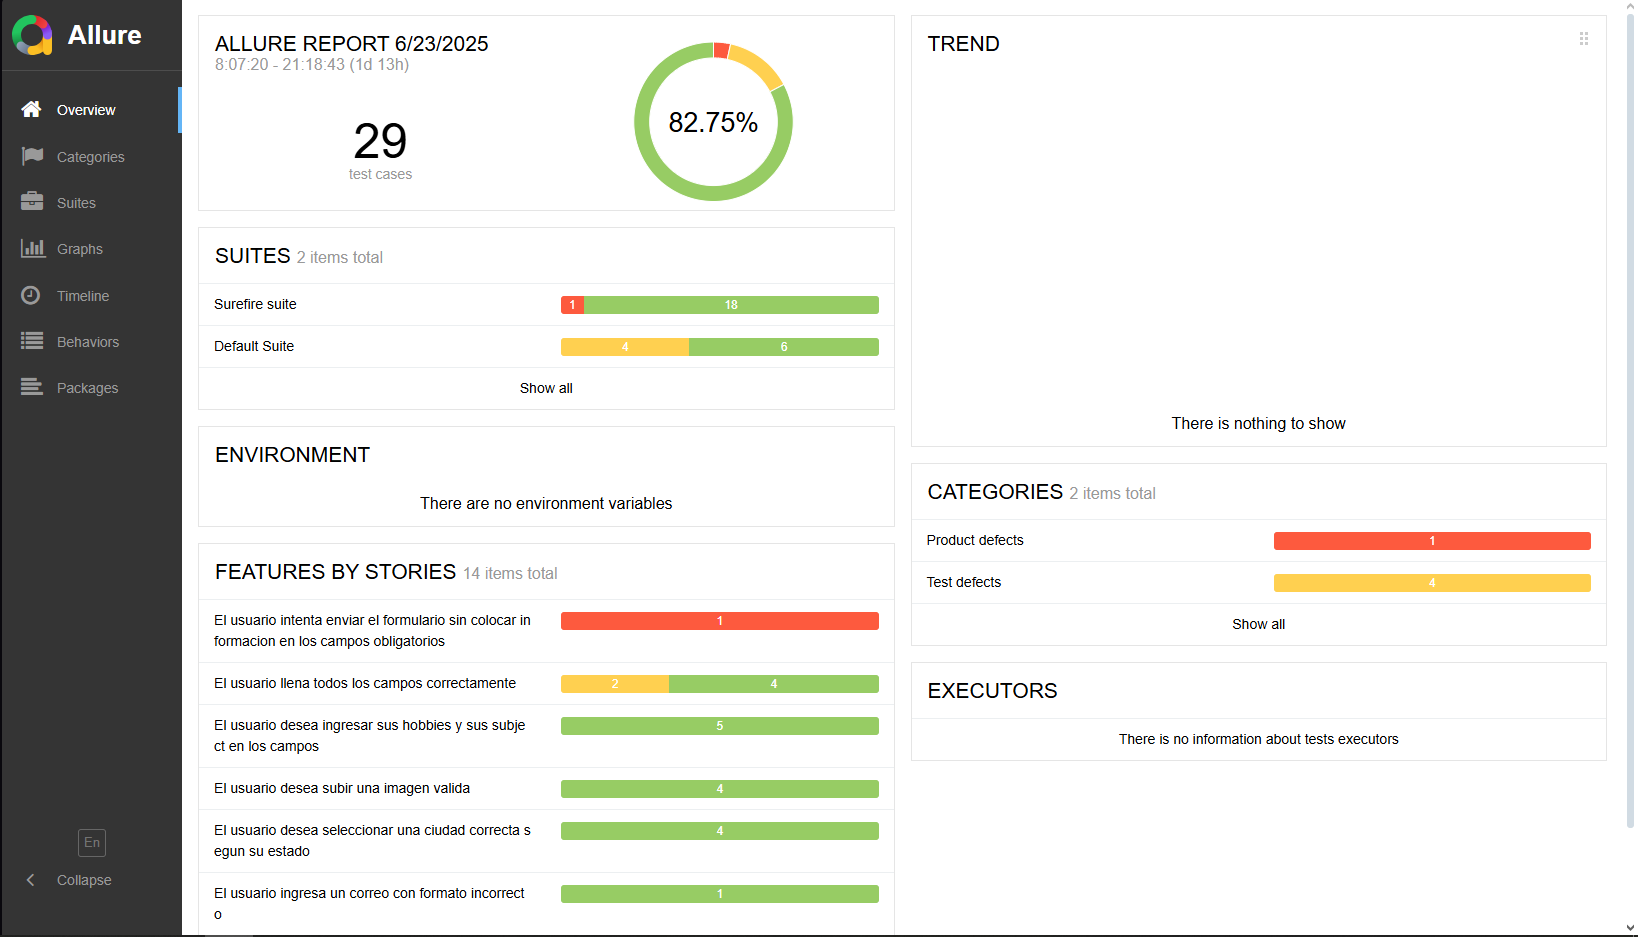 Allure
Overview
Categories
Suites
Graphs
Timeline
Behaviors
Packages
En
Collapse
ALLURE REPORT 6/23/2025
8:07:20 - 21:18:43 (1d 13h)
29
test cases
82.75%
SUITES 2 items total
Surefire suite
1 18
Default Suite
4 6
Show all
ENVIRONMENT
There are no environment variables
FEATURES BY STORIES 14 items total
El usuario intenta enviar el formulario sin colocar in
formacion en los campos obligatorios
1
El usuario llena todos los campos correctamente
2 4
El usuario desea ingresar sus hobbies y sus subje
ct en los campos
5
El usuario desea subir una imagen valida
4
El usuario desea seleccionar una ciudad correcta s
egun su estado
4
El usuario ingresa un correo con formato incorrect
o
1
TREND
There is nothing to show
CATEGORIES 2 items total
Product defects
1
Test defects
4
Show all
EXECUTORS
There is no information about tests executors